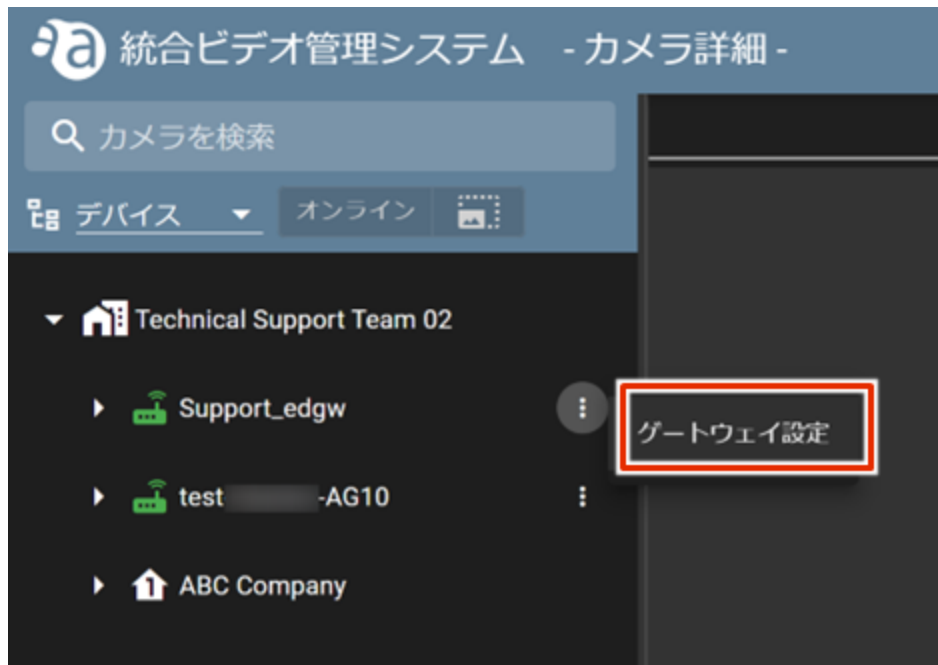 統合ビデオ管理システム - カメラ詳細 -
カメラを検索
デバイス オンライン
Technical Support Team 02
Support_edgw
ゲートウェイ設定
test -AG10
ABC Company